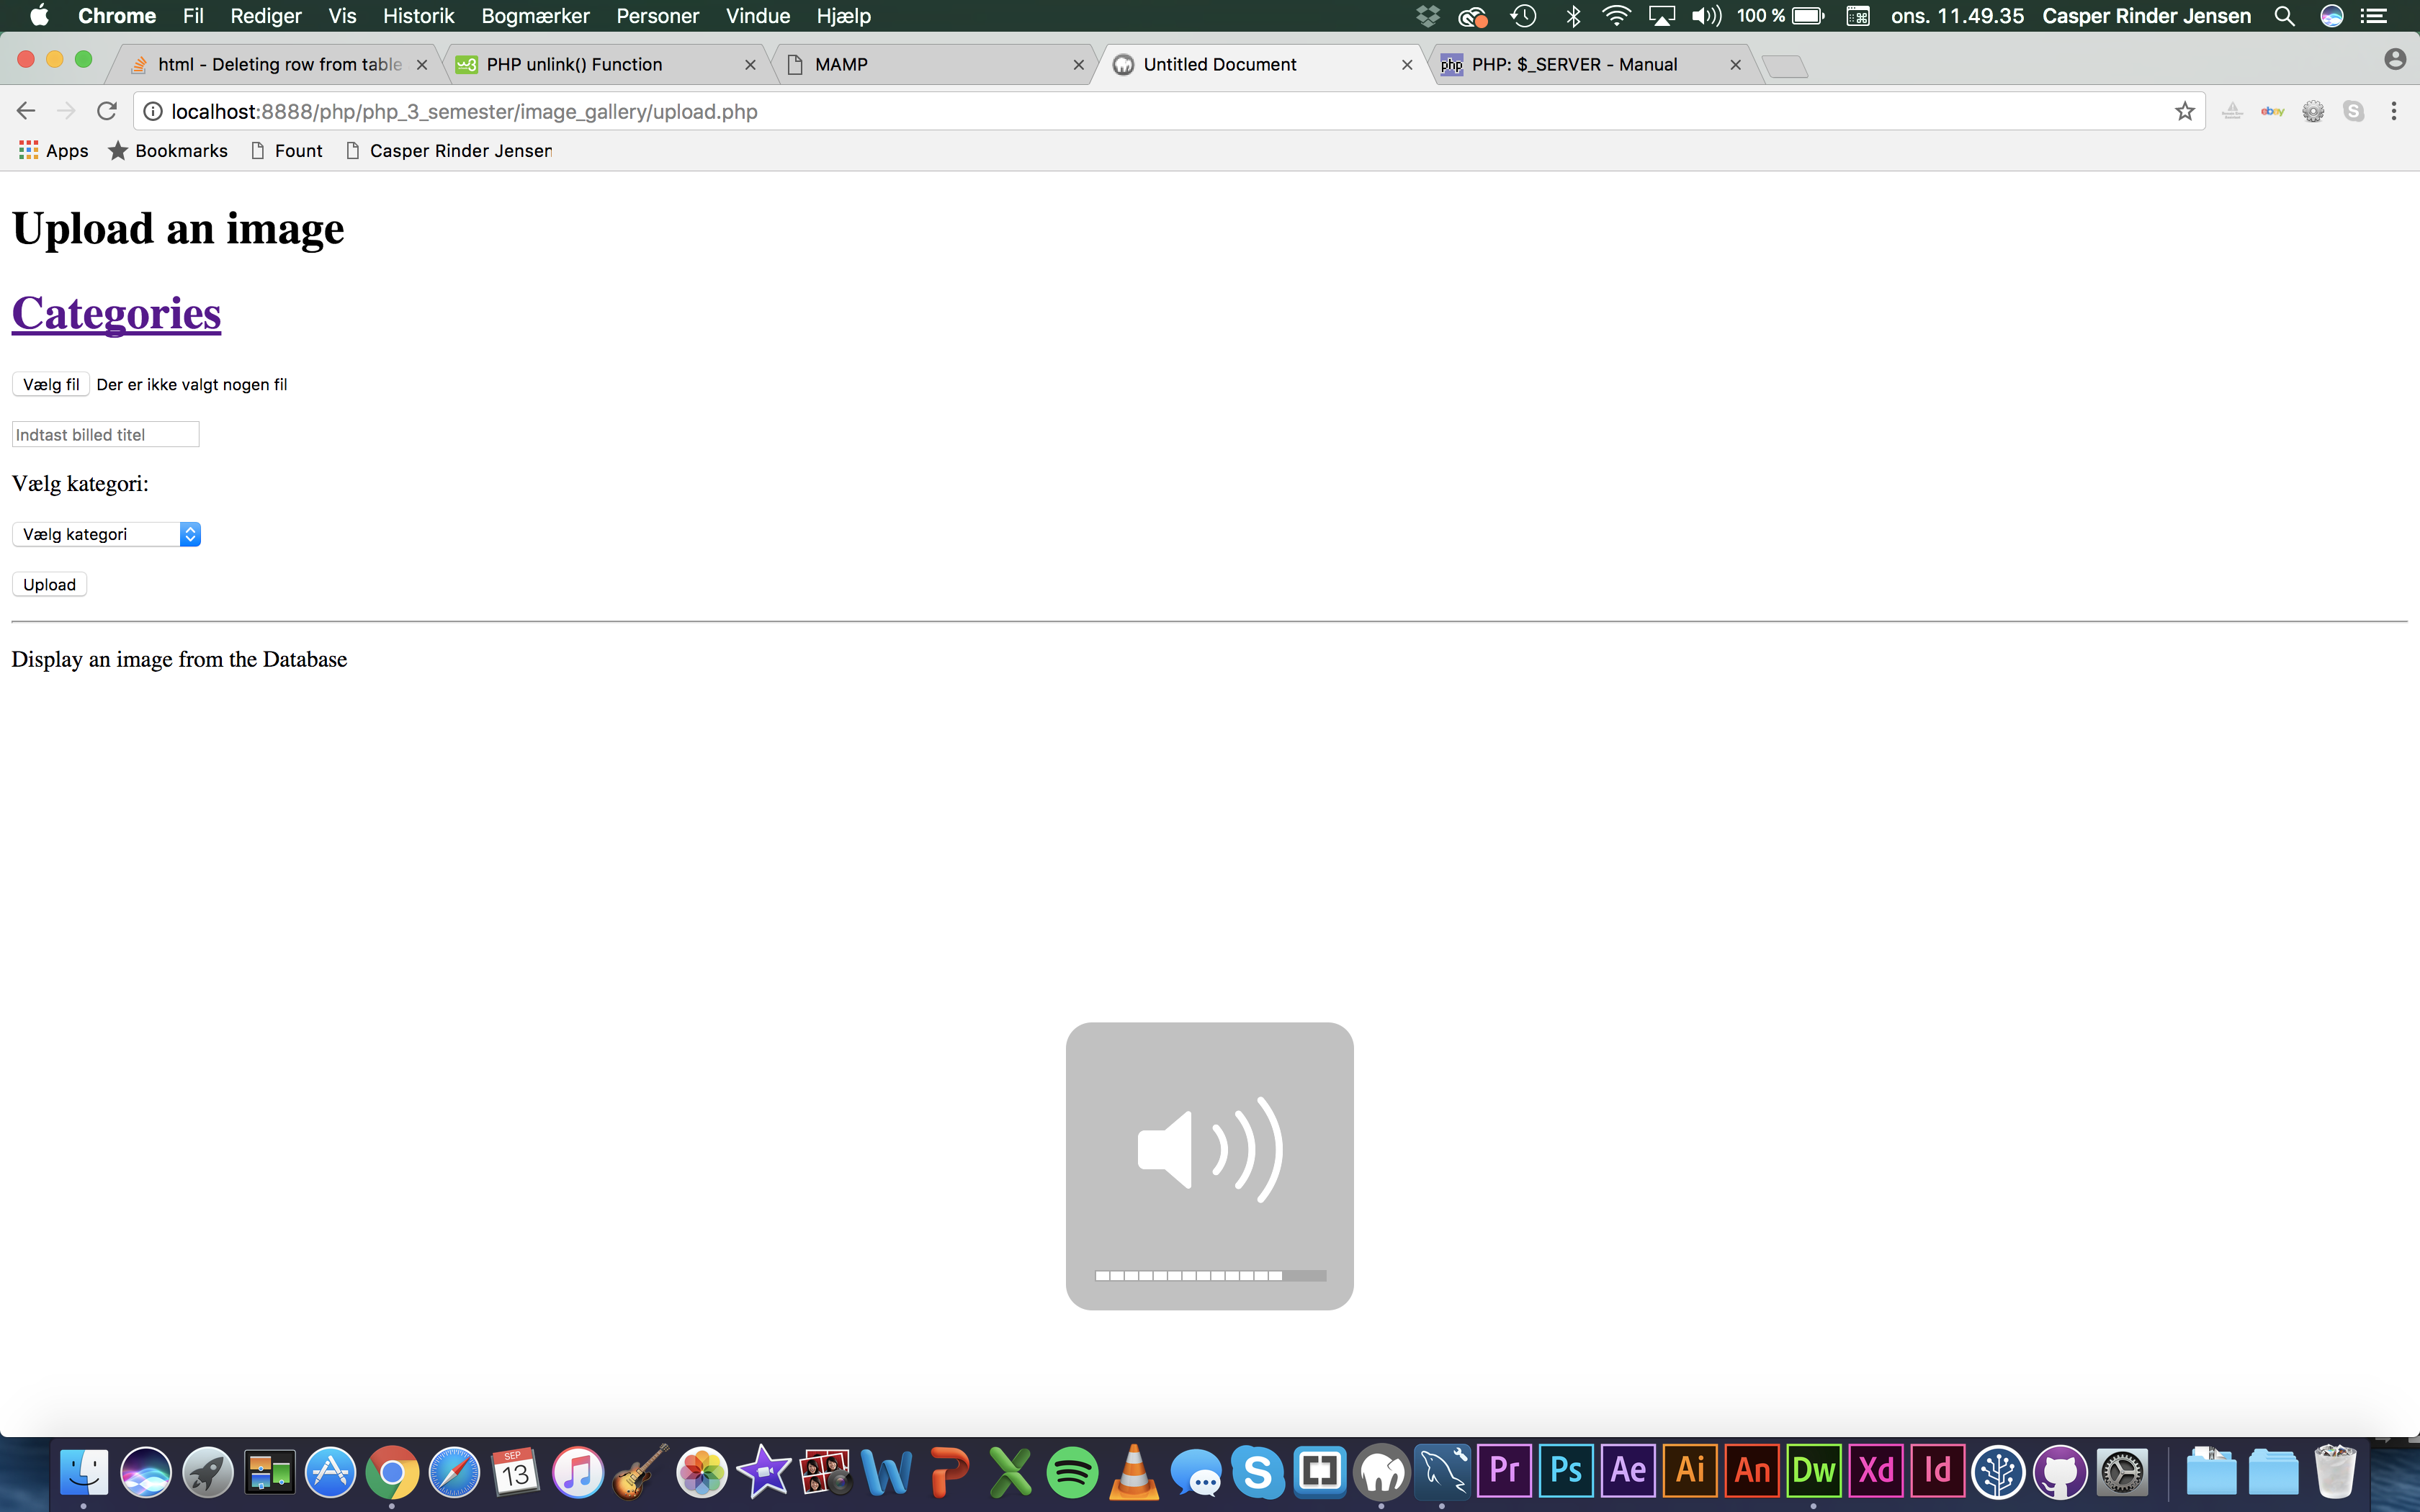 Chrome Fil Rediger Vis Historik Bogmærker Personer Vindue Hjælp 100 % ons. 11.49.35 Casper Rinder Jensen
html - Deleting row from table PHP unlink() Function MAMP Untitled Document php PHP: $_SERVER - Manual
localhost:8888/php/php_3_semester/image_gallery/upload.php ebay S
Apps Bookmarks Fount Casper Rinder Jensen
Upload an image
Categories
Vælg fil Der er ikke valgt nogen fil
Indtast billed titel
Vælg kategori:
Vælg kategori
Upload
Display an image from the Database
SEP
13 Pr Ps Ae Ai An Dw Xd Id